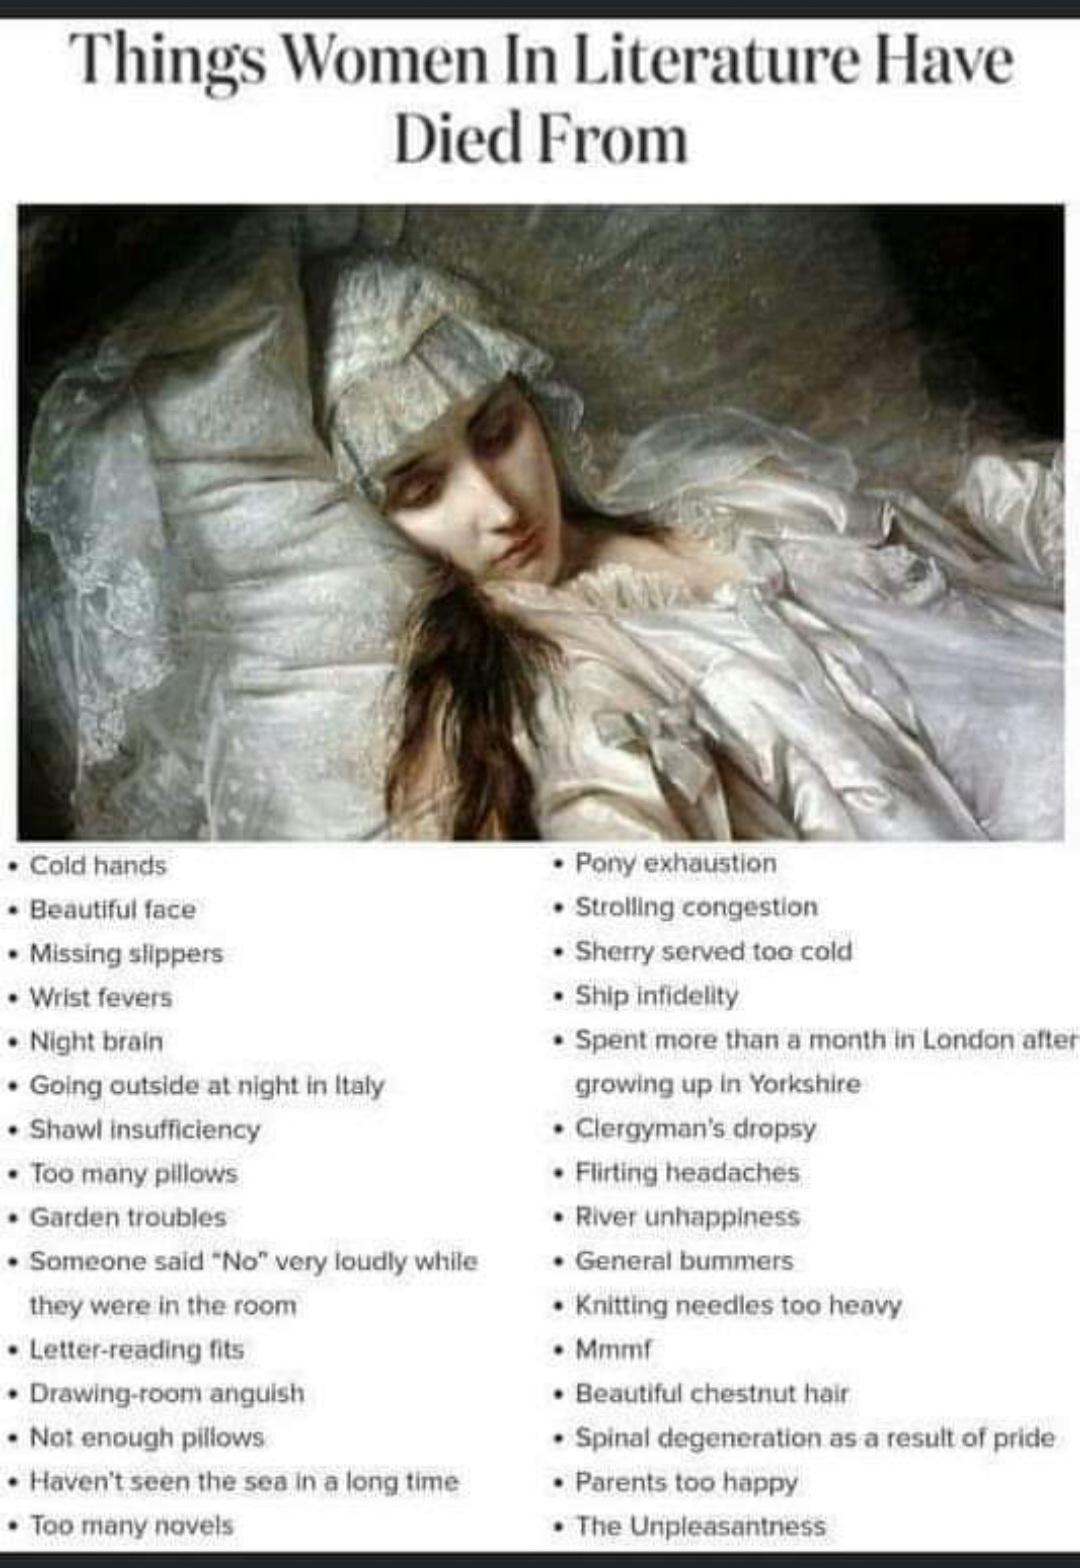 Things Women In Literature Have
Died From
• Cold hands
• Beautiful face
• Missing slippers
• Wrist fevers
• Night brain
• Going outside at night in Italy
• Shawl insufficiency
• Too many pillows
• Garden troubles
• Someone said “No” very loudly while
they were in the room
• Letter-reading fits
• Drawing-room anguish
• Not enough pillows
• Haven’t seen the sea in a long time
• Too many novels
• Pony exhaustion
• Strolling congestion
• Sherry served too cold
• Ship infidelity
• Spent more than a month in London after
growing up in Yorkshire
• Clergyman’s dropsy
• Flirting headaches
• River unhappiness
• General bummers
• Knitting needles too heavy
• Mmmf
• Beautiful chestnut hair
• Spinal degeneration as a result of pride
• Parents too happy
• The Unpleasantness